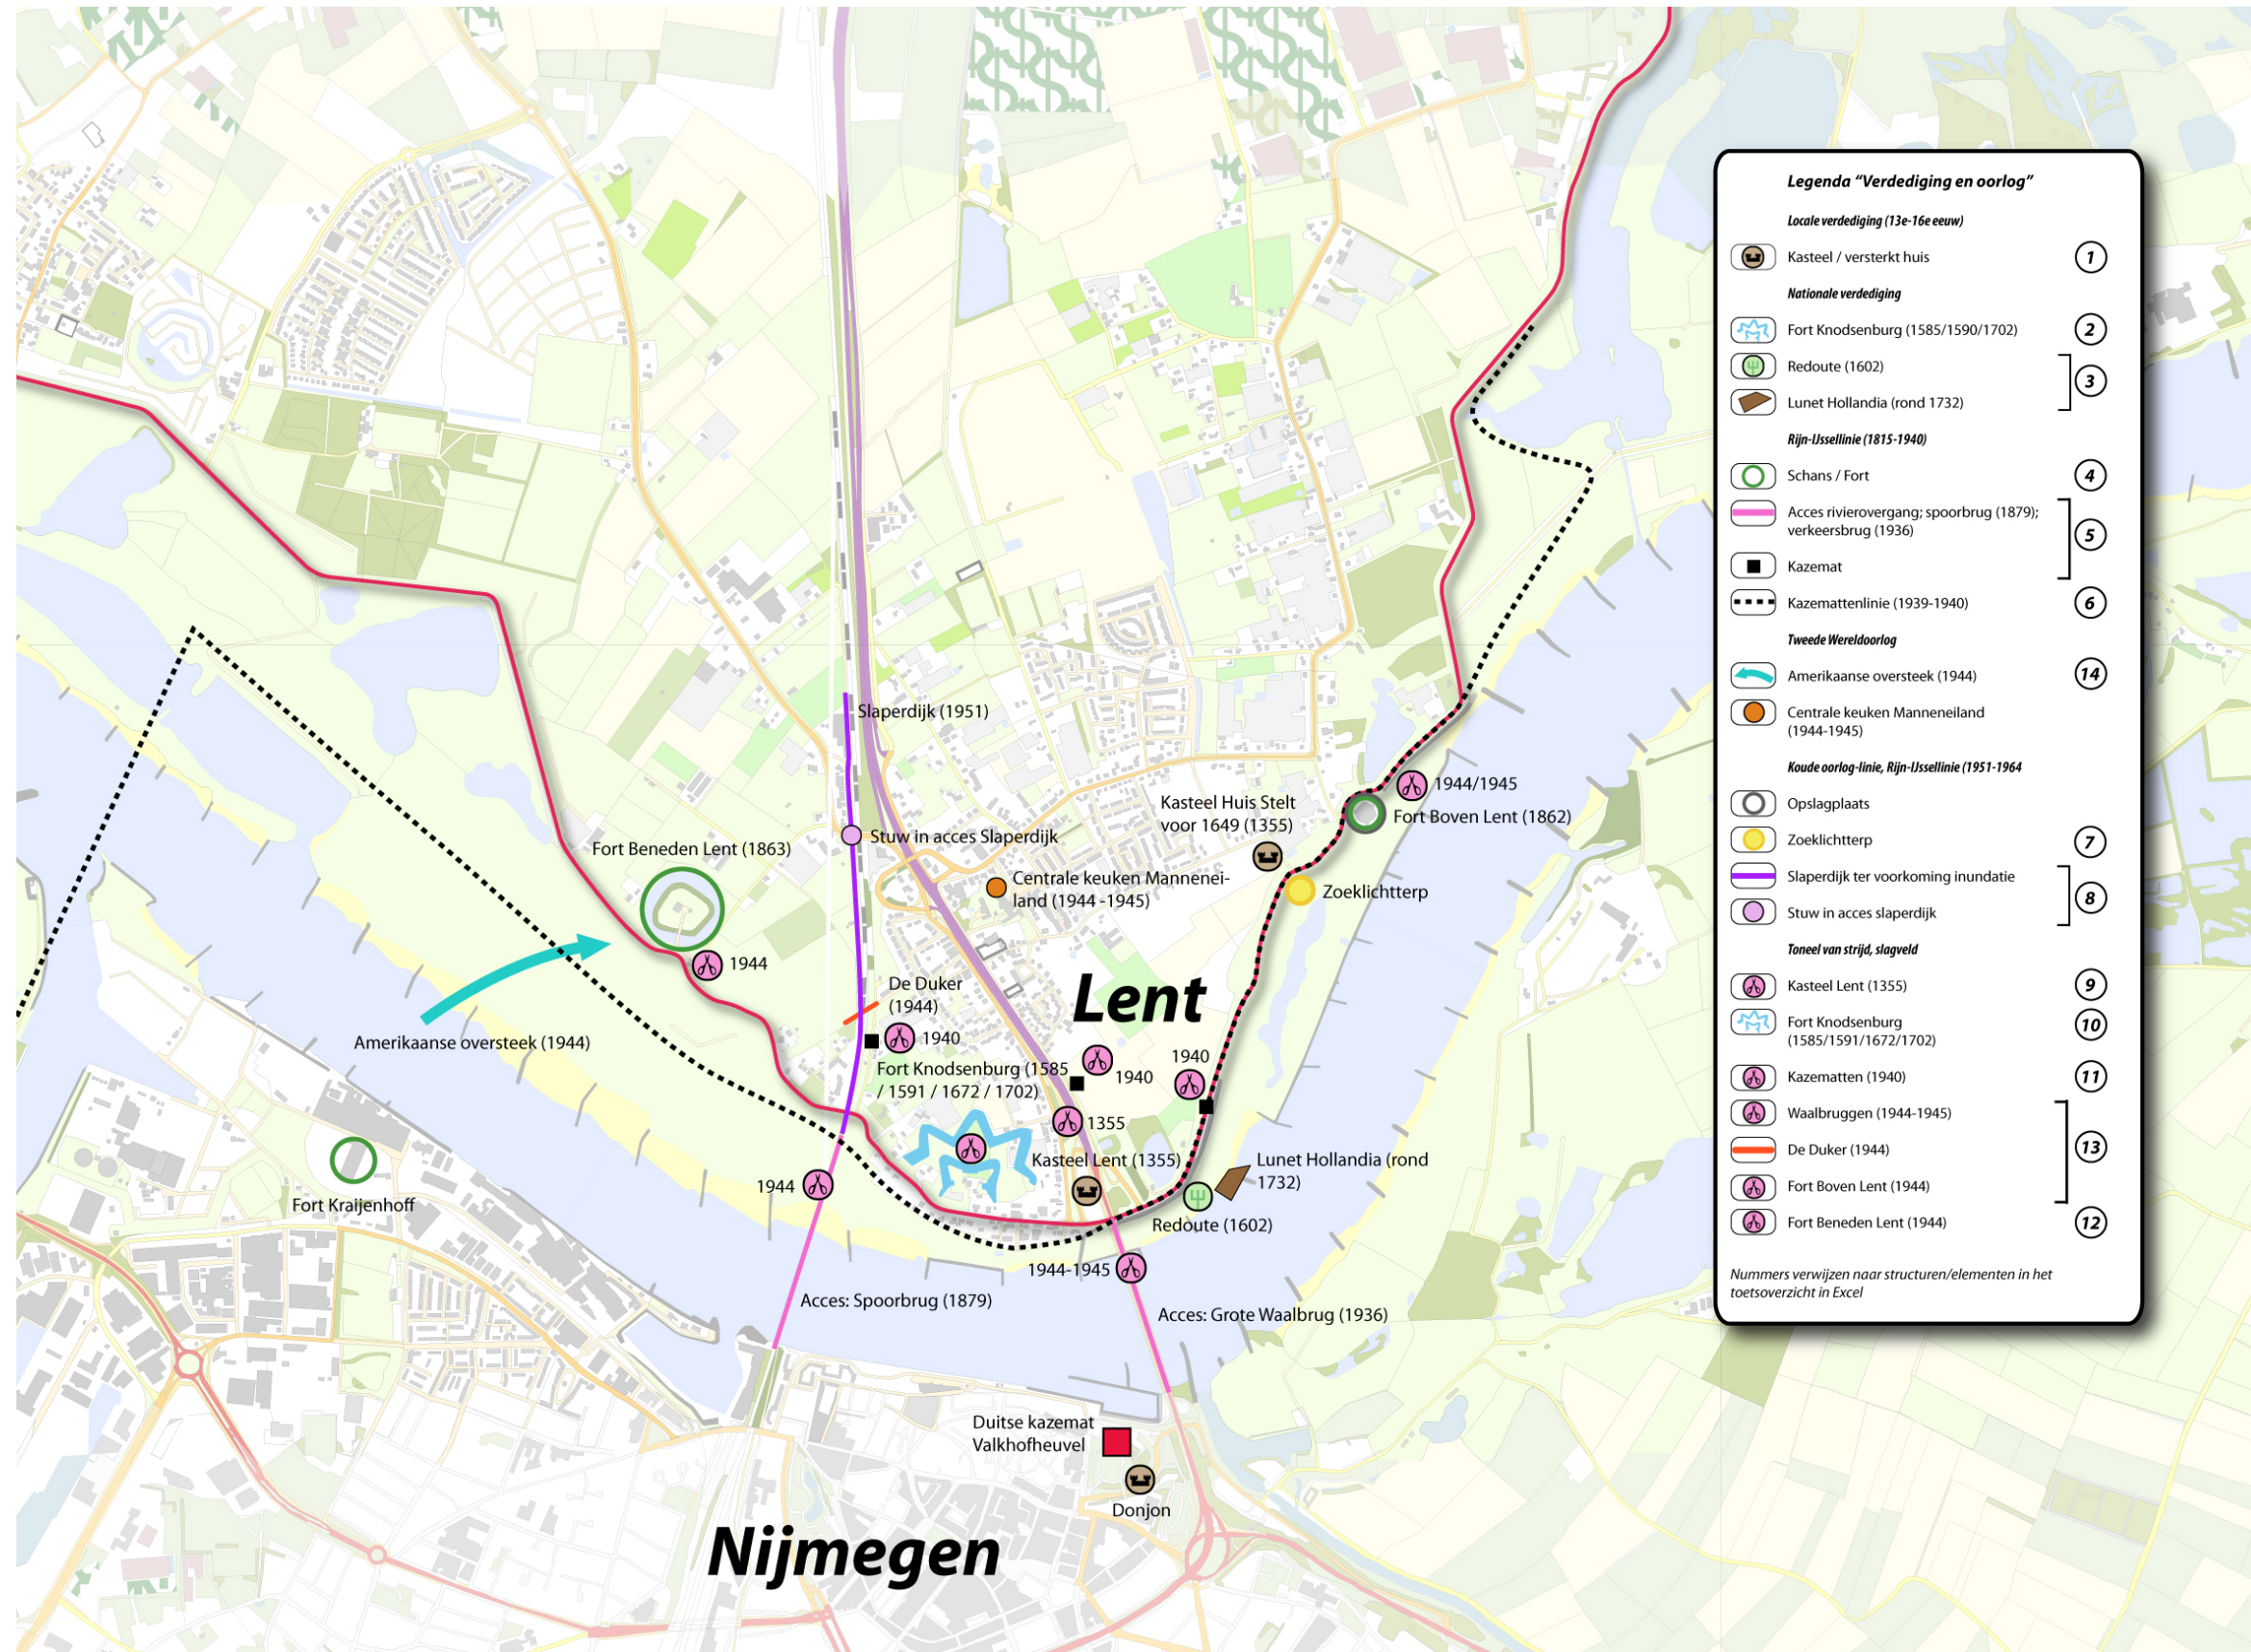 Slaperdijk (1951)
Stuw in acces Slaperdijk
Fort Beneden Lent (1863)
Kasteel Huis Stelt
voor 1649 (1355)
1944/1945
Fort Boven Lent (1862)
Centrale keuken Mannenei-
land (1944 -1945)
Zoeklichtterp
1944
De Duker
(1944)
Lent
1940
Amerikaanse oversteek (1944)
Fort Knodsenburg (1585
/ 1591 / 1672 / 1702)
1940
1940
1355
Kasteel Lent (1355)
Lunet Hollandia (rond
1732)
1944
Fort Kraijenhoff
Redoute (1602)
1944-1945
Acces: Spoorbrug (1879)
Acces: Grote Waalbrug (1936)
Duitse kazemat
Valkhofheuvel
Donjon
Nijmegen
Legenda “Verdediging en oorlog”
Locale verdediging (13e-16e eeuw)
Kasteel / versterkt huis 1
Nationale verdediging
Fort Knodsenburg (1585/1590/1702) 2
Redoute (1602)
3
Lunet Hollandia (rond 1732)
Rijn-IJssellinie (1815-1940)
Schans / Fort 4
Acces rivierovergang; spoorbrug (1879);
verkeersbrug (1936) 5
Kazemat
Kazemattenlinie (1939-1940) 6
Tweede Wereldoorlog
Amerikaanse oversteek (1944) 14
Centrale keuken Manneneiland
(1944-1945)
Koude oorlog-linie, Rijn-IJssellinie (1951-1964
Opslagplaats
Zoeklichtterp 7
Slaperdijk ter voorkoming inundatie
8
Stuw in acces slaperdijk
Toneel van strijd, slagveld
Kasteel Lent (1355) 9
Fort Knodsenburg 10
(1585/1591/1672/1702)
Kazematten (1940) 11
Waalbruggen (1944-1945)
De Duker (1944) 13
Fort Boven Lent (1944)
Fort Beneden Lent (1944) 12
Nummers verwijzen naar structuren/elementen in het
toetsoverzicht in Excel